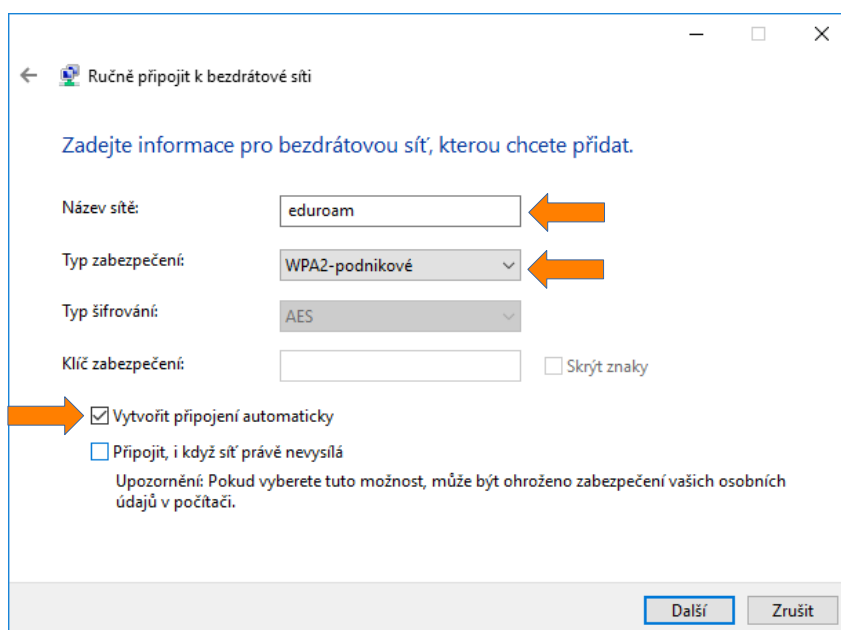 Ručně připojit k bezdrátové síti
Zadejte informace pro bezdrátovou síť, kterou chcete přidat.
Název sítě:
eduroam
Typ zabezpečení:
WPA2-podnikové
Typ šifrování:
AES
Klíč zabezpečení:
Skrýt znaky
Vytvořit připojení automaticky
Připojit, i když síť právě nevysílá
Upozornění: Pokud vyberete tuto možnost, může být ohroženo zabezpečení vašich osobních
údajů v počítači.
Další
Zrušit